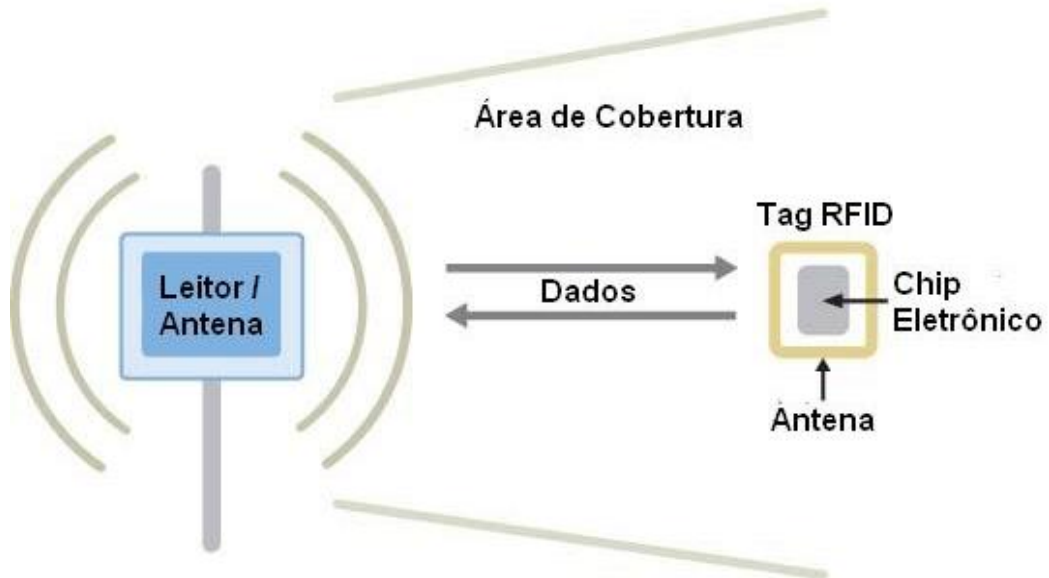 Área de Cobertura
Tag RFID
Leitor /
Antena
Dados
Chip
Eletrônico
Antena